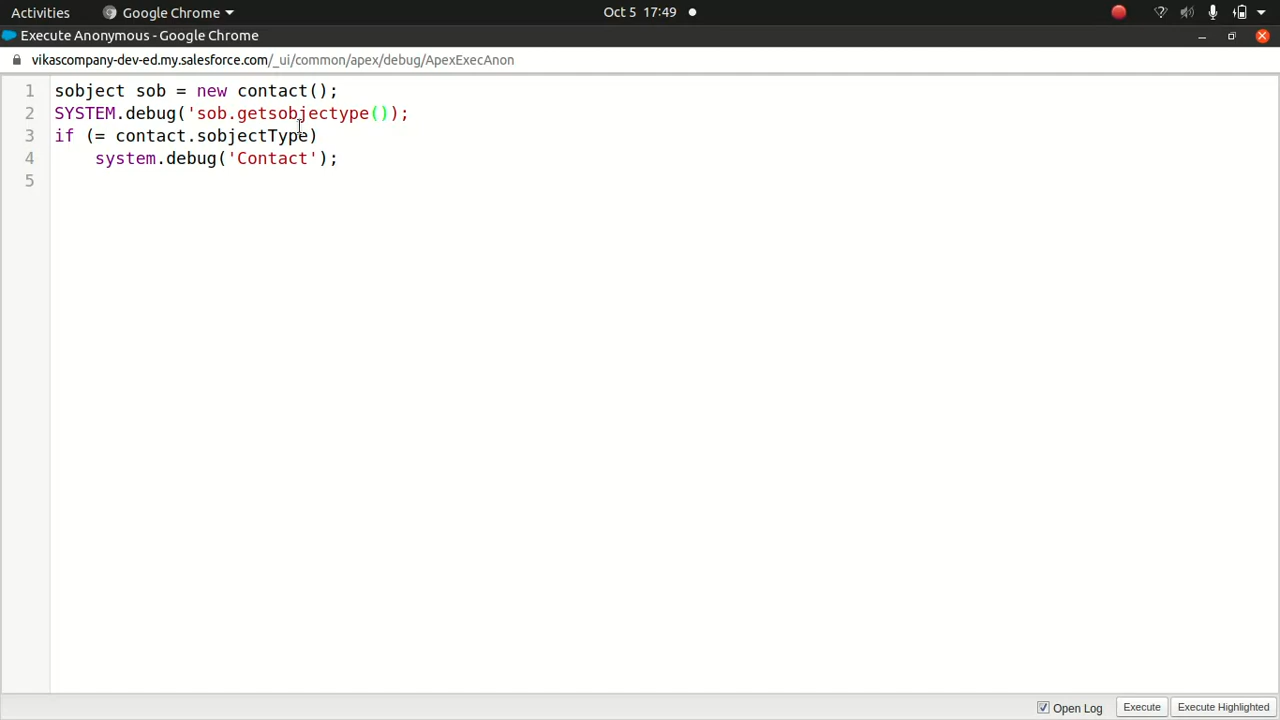 Activities Google Chrome Oct 5 17:49
Execute Anonymous - Google Chrome
vikascompany-dev-ed.my.salesforce.com/_ui/common/apex/debug/ApexExecAnon
1 sobject sob = new contact();
2 SYSTEM.debug('sob.getsobjectype());
3 if (= contact.sobjectType)
4 system.debug('Contact');
5
Open Log Execute Execute Highlighted